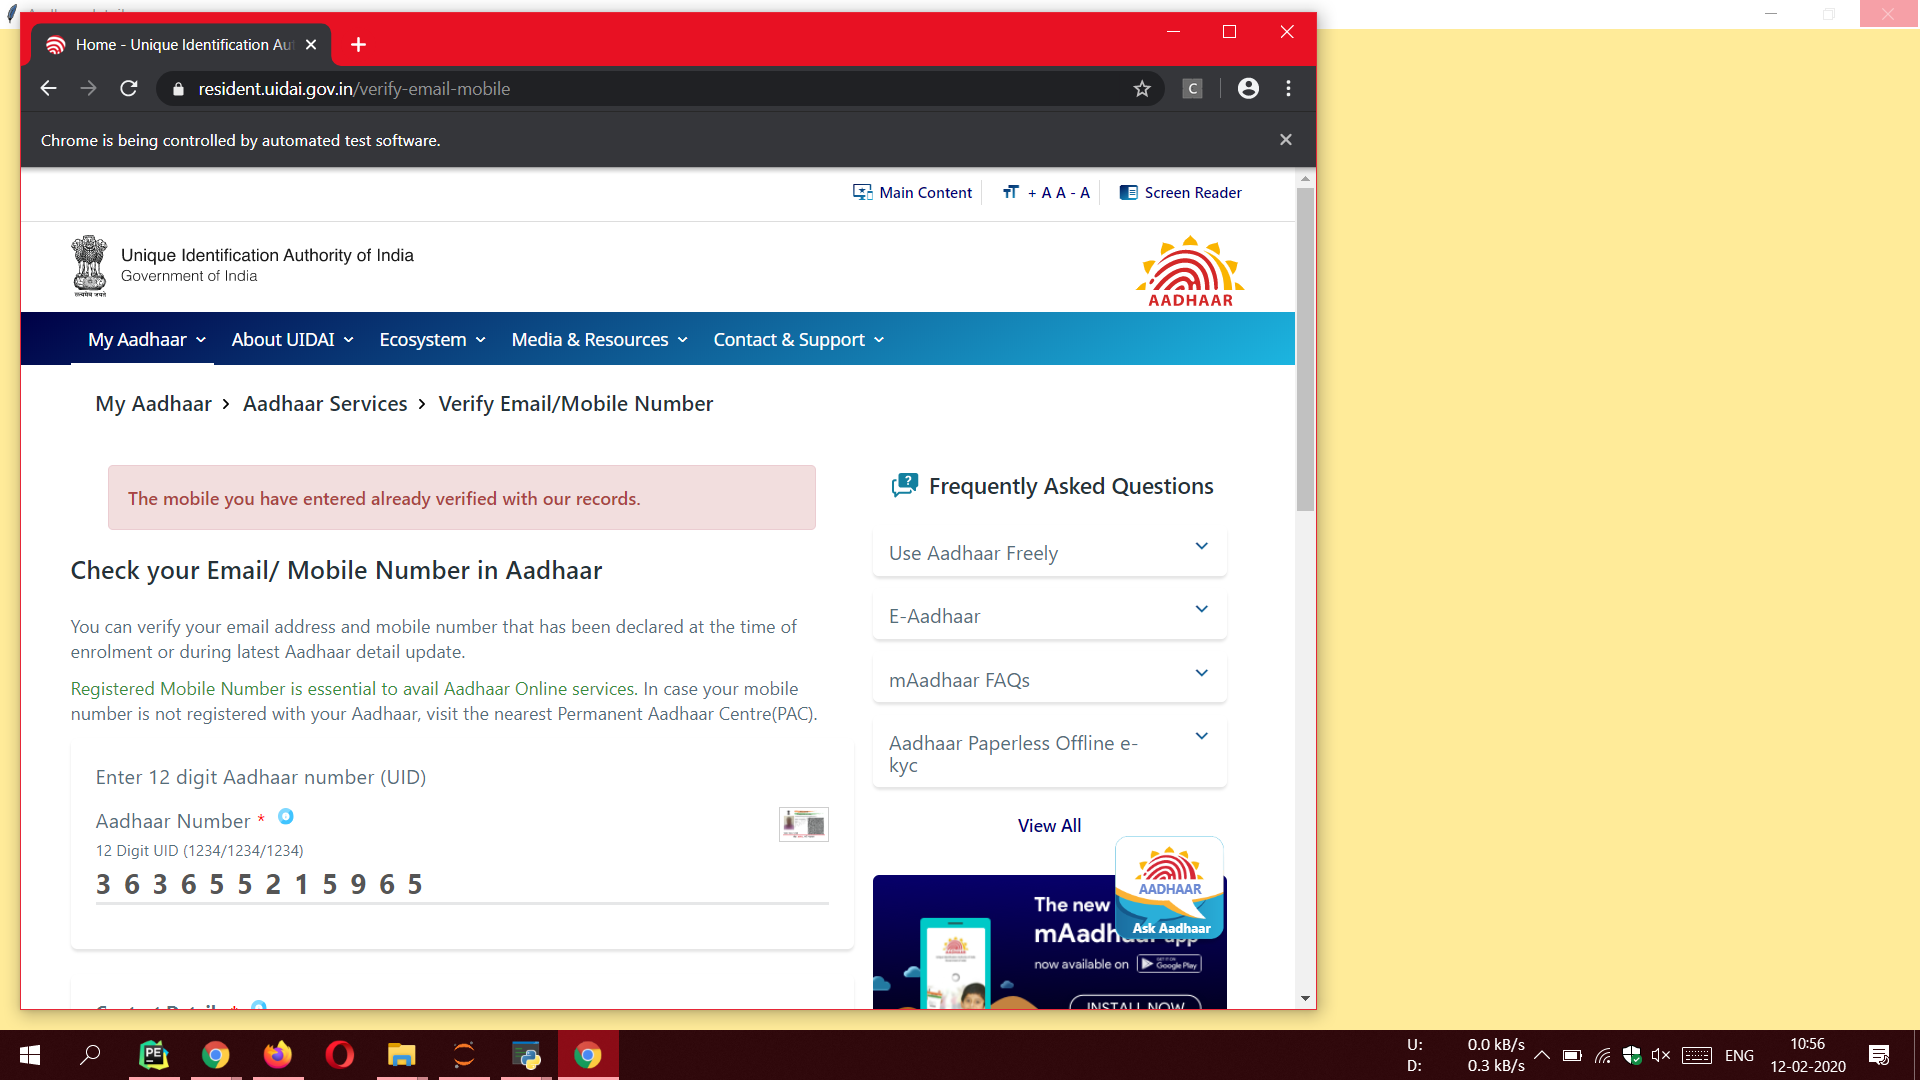 Home - Unique Identification Aut
resident.uidai.gov.in/verify-email-mobile
C
Chrome is being controlled by automated test software.
Main Content
+ A A - A
Screen Reader
Unique Identification Authority of India
Government of India
AADHAAR
My Aadhaar
About UIDAI
Ecosystem
Media & Resources
Contact & Support
My Aadhaar > Aadhaar Services > Verify Email/Mobile Number
The mobile you have entered already verified with our records.
Check your Email/ Mobile Number in Aadhaar
You can verify your email address and mobile number that has been declared at the time of
enrolment or during latest Aadhaar detail update.
Registered Mobile Number is essential to avail Aadhaar Online services. In case your mobile
number is not registered with your Aadhaar, visit the nearest Permanent Aadhaar Centre(PAC).
Enter 12 digit Aadhaar number (UID)
Aadhaar Number *
12 Digit UID (1234/1234/1234)
3 6 3 6 5 5 2 1 5 9 6 5
Frequently Asked Questions
Use Aadhaar Freely
E-Aadhaar
mAadhaar FAQs
Aadhaar Paperless Offline e-
kyc
View All
AADHAAR
Ask Aadhaar
The new
now available on
Google Play
INSTALL NOW
PE
U: 0.0 kB/s
D: 0.3 kB/s
ENG
10:56
12-02-2020